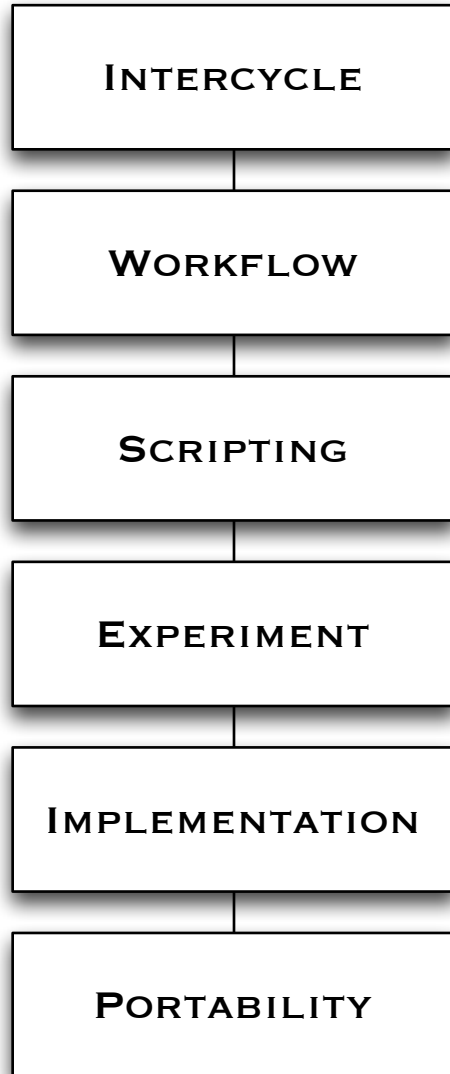 Intercycle
Workflow
Scripting
Experiment
Implementation
Portability